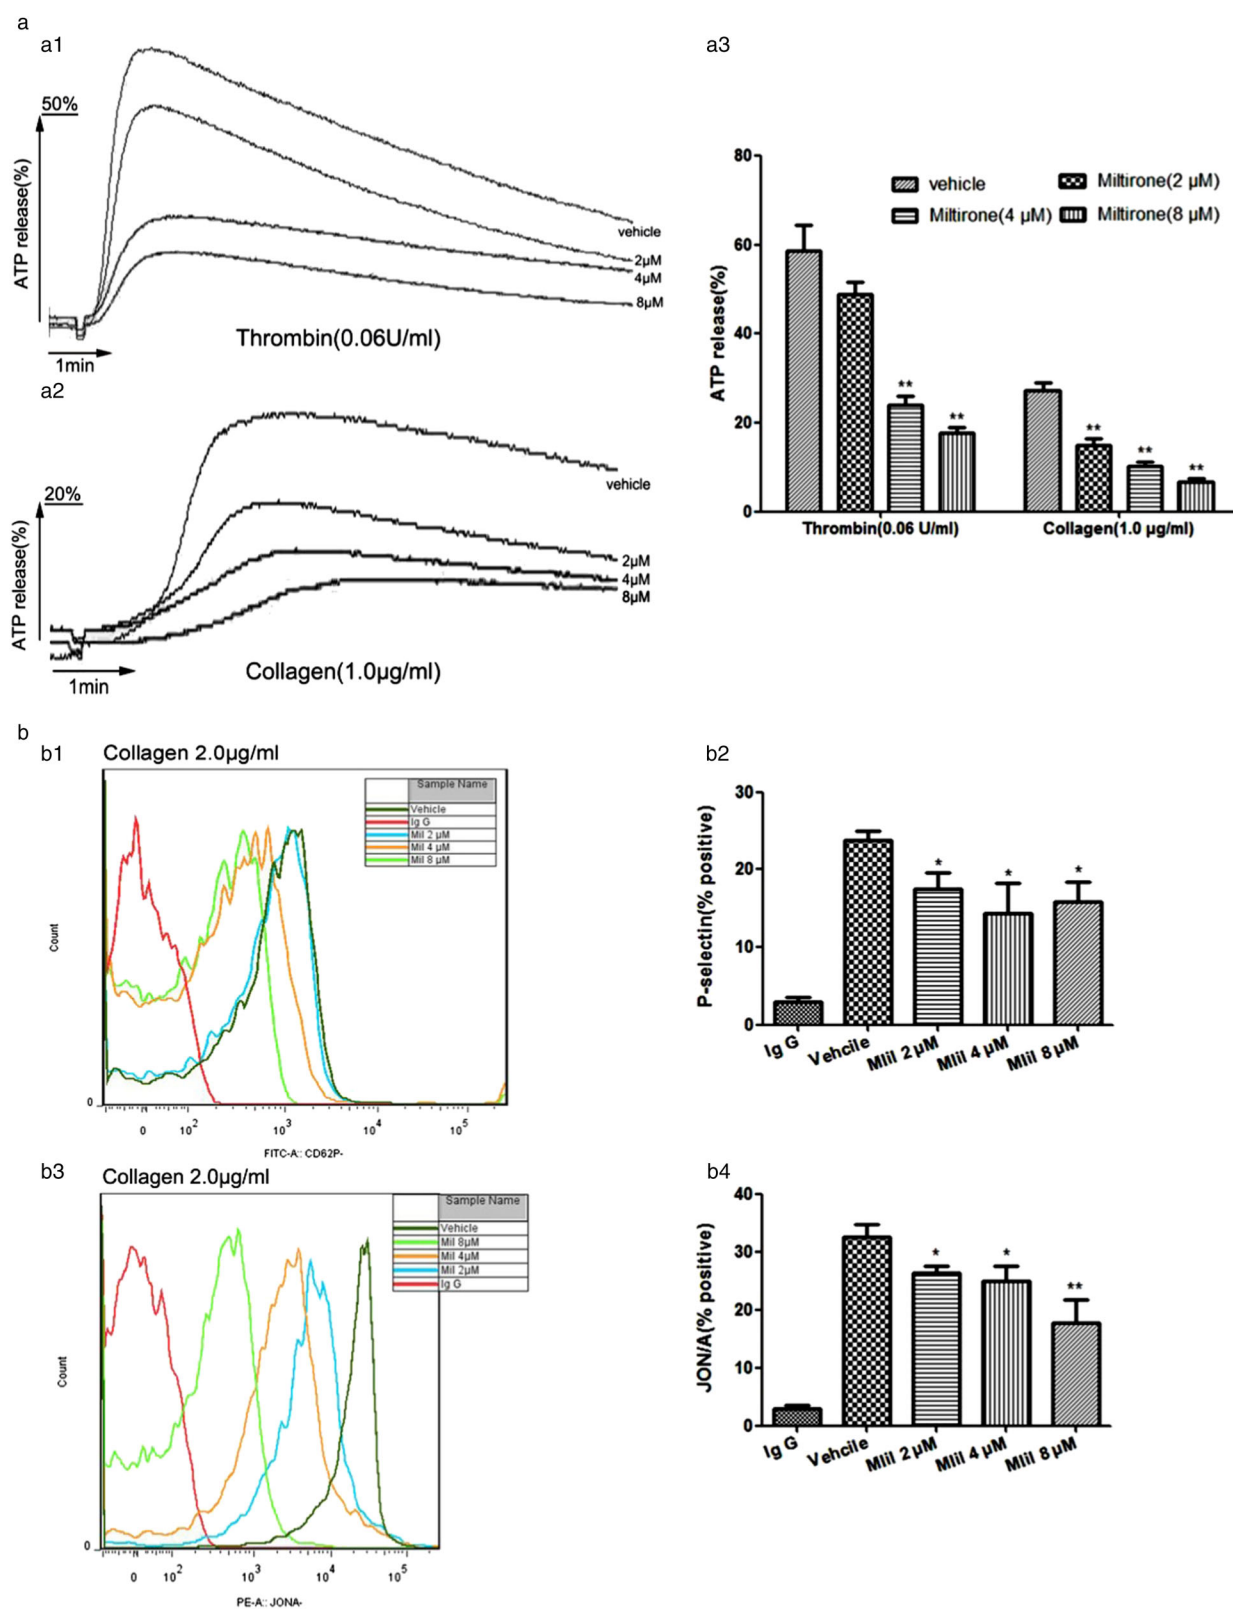 a
a1
50%
ATP release(%)
vehicle
2μM
4μM
8μM
Thrombin(0.06U/ml)
1min
a2
20%
ATP release(%)
vehicle
2μM
4μM
8μM
Collagen(1.0μg/ml)
1min
a3
80
60
40
20
0
ATP release(%)
vehicle
Miltirone(2 μM)
Miltirone(4 μM)
Miltirone(8 μM)
** ** ** ** **
Thrombin(0.06 U/ml)
Collagen(1.0 μg/ml)
b
b1
Collagen 2.0μg/ml
Sample Name
Vehicle
Ig G
Mil 2 μM
Mil 4 μM
Mil 8 μM
Count
0
0 10² 10³ 10⁴ 10⁵
FITC-A:: CD62P-
b2
30
20
10
0
P-selectin(% positive)
* * *
Ig G
Vehcile
Mlil 2 μM
Mlil 4 μM
Mlil 8 μM
b3
Collagen 2.0μg/ml
Sample Name
Vehicle
Mil 8μM
Mil 4μM
Mil 2μM
Ig G
Count
0
0 10² 10³ 10⁴ 10⁵
PE-A:: JONA-
b4
40
30
20
10
0
JON/A(% positive)
* * **
Ig G
Vehcile
Mlil 2 μM
Mlil 4 μM
Mlil 8 μM